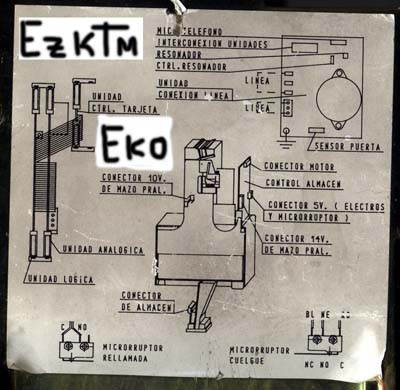 EzKTm
MICROTELEFONO
INTERCONEXION UNIDADES
RESONADOR
CTRL.RESONADOR
UNIDAD
CONEXION LINEA
LINEA
LINEA
SENSOR PUERTA
UNIDAD
CTRL. TARJETA
Eko
CONECTOR 10V.
DE MAZO PRAL.
CONECTOR MOTOR
CONTROL ALMACEN
CONECTOR 5V. ( ELECTROS
Y MICRORRUPTOR )
CONECTOR 14V.
DE MAZO PRAL.
UNIDAD ANALOGICA
UNIDAD LOGICA
CONECTOR
DE ALMACEN
C NO
MICRORRUPTOR
RELLAMADA
BL NE
MICRORRUPTOR
CUELGUE
NC NO C